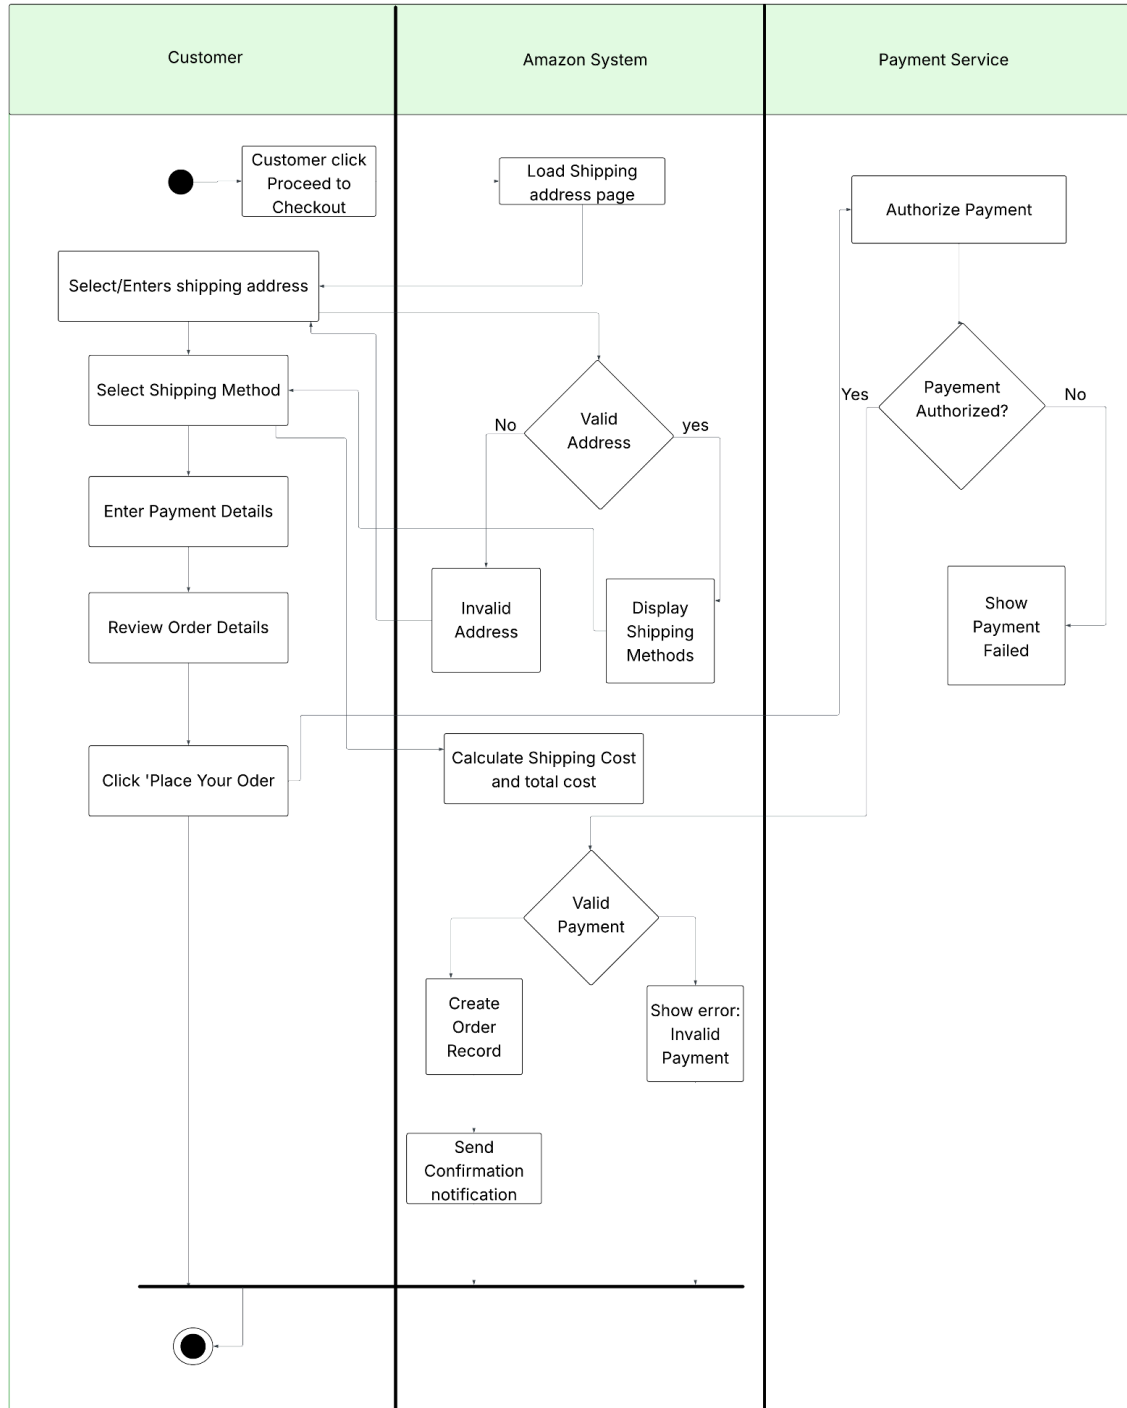 Customer
Amazon System
Payment Service
Customer click
Proceed to
Checkout
Load Shipping
address page
Authorize Payment
Select/Enters shipping address
Select Shipping Method
Valid
Address
No
yes
Payement
Authorized?
Yes
No
Enter Payment Details
Review Order Details
Invalid
Address
Display
Shipping
Methods
Show
Payment
Failed
Click 'Place Your Oder
Calculate Shipping Cost
and total cost
Valid
Payment
Create
Order
Record
Show error:
Invalid
Payment
Send
Confirmation
notification